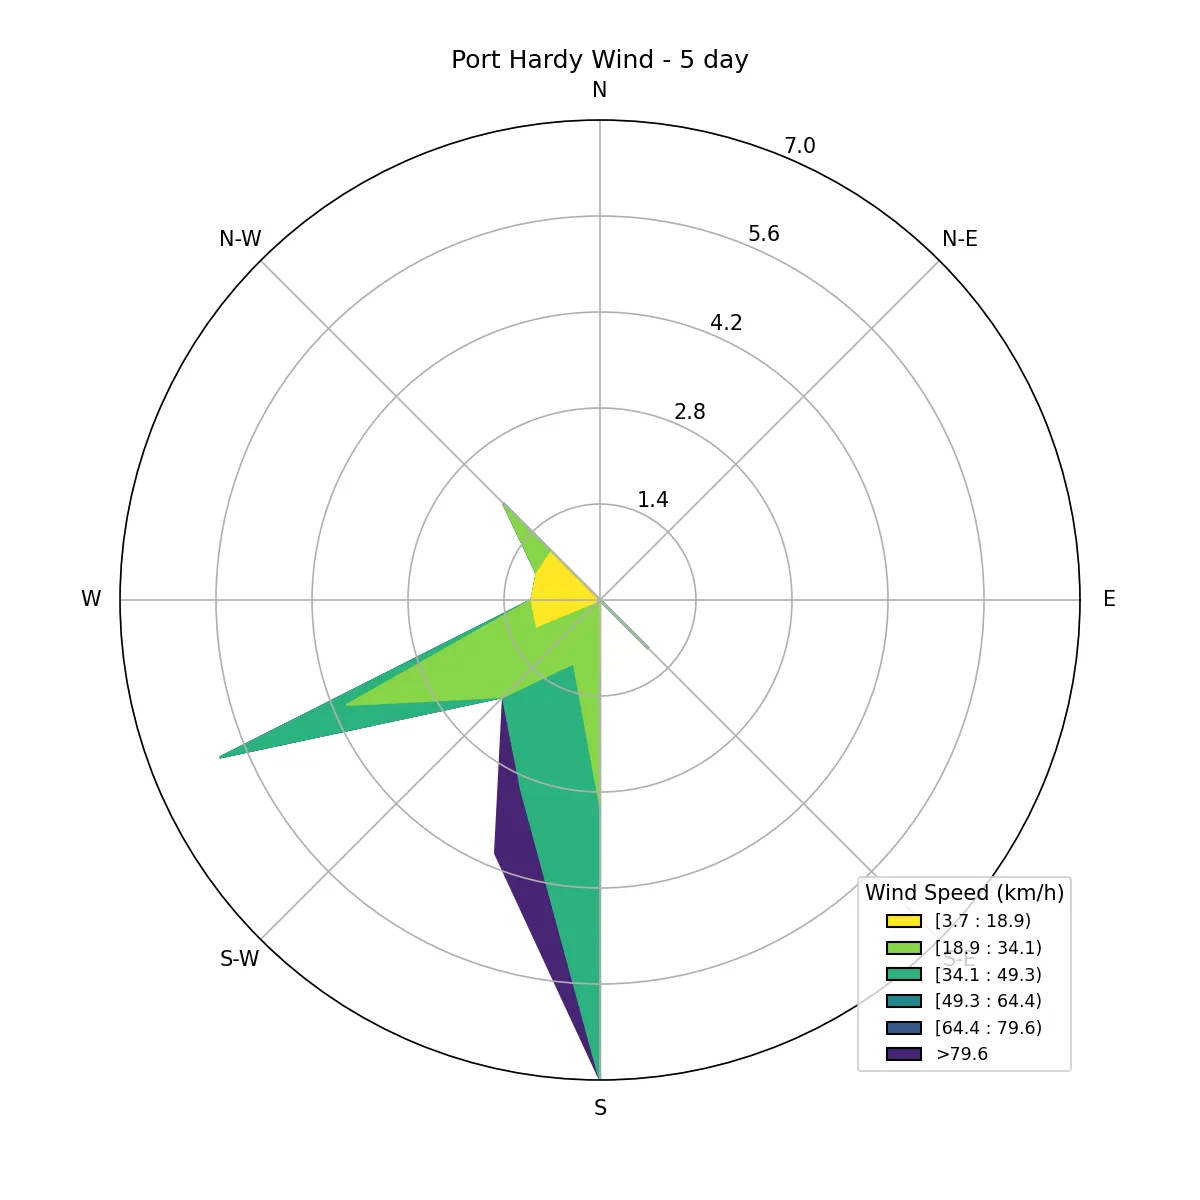 Port Hardy Wind - 5 day
N
7.0
N-W
5.6
N-E
4.2
2.8
1.4
W
E
S-W
S-E
Wind Speed (km/h)
[3.7 : 18.9)
[18.9 : 34.1)
[34.1 : 49.3)
[49.3 : 64.4)
[64.4 : 79.6)
>79.6
S